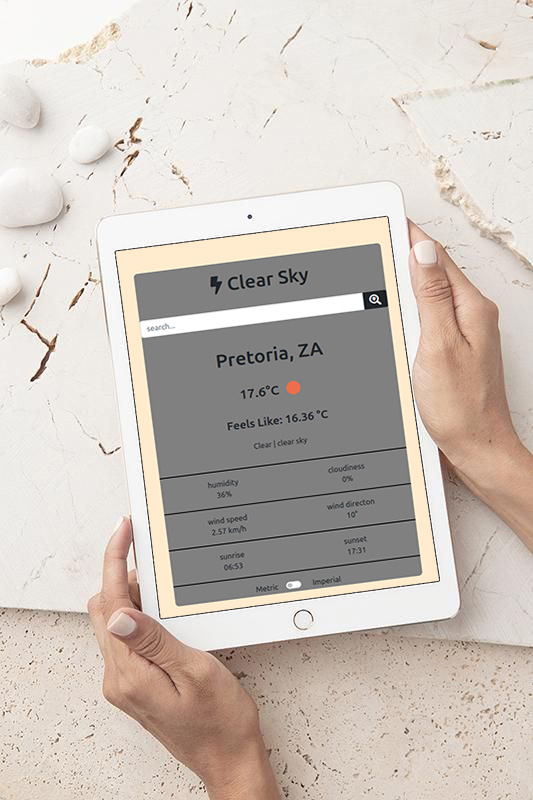 Clear Sky
search...
Pretoria, ZA
17.6°C
Feels Like: 16.36 °C
Clear | clear sky
humidity
36%
cloudiness
0%
wind speed
2.57 km/h
wind directon
10°
sunrise
06:53
sunset
17:31
Metric Imperial